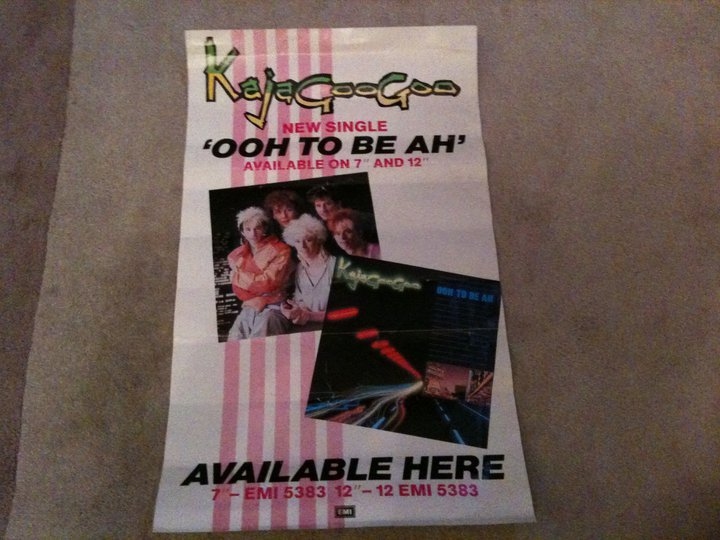 KajaGooGoo
NEW SINGLE
'OOH TO BE AH'
AVAILABLE ON 7" AND 12"
KajaGooGoo
OOH TO BE AH
AVAILABLE HERE
7"– EMI 5383 12"– 12 EMI 5383
EMI